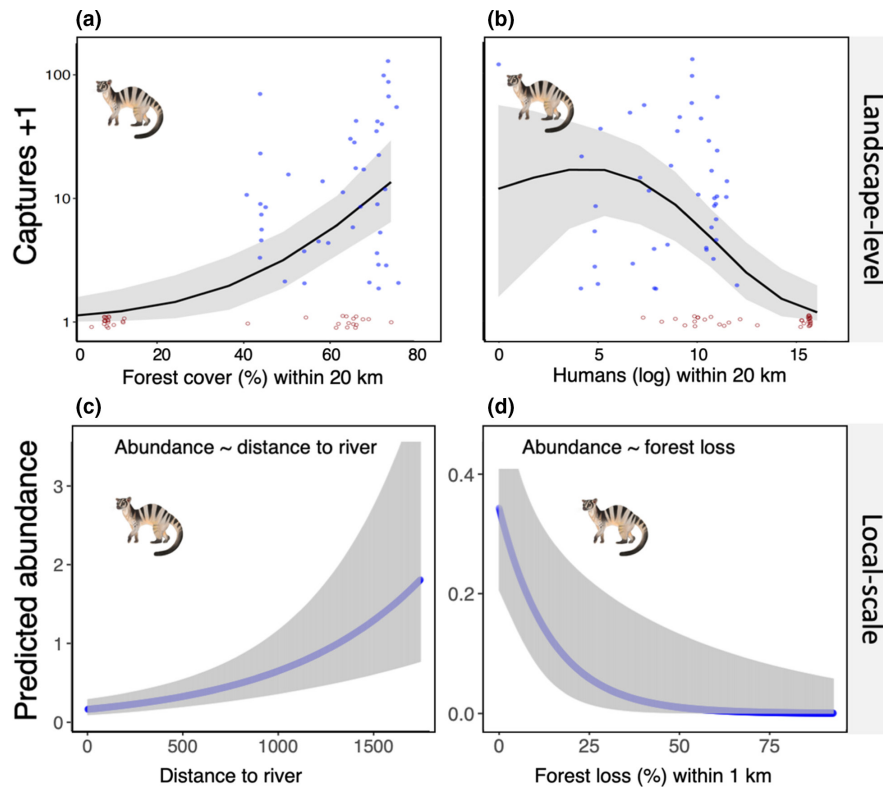 (a)
(b)
Captures +1
100
10
1
0
20
40
60
80
Forest cover (%) within 20 km
0
5
10
15
Humans (log) within 20 km
Landscape-level
(c)
(d)
Predicted abundance
Abundance ~ distance to river
3
2
1
0
0
500
1000
1500
Distance to river
Abundance ~ forest loss
0.4
0.2
0.0
0
25
50
75
Forest loss (%) within 1 km
Local-scale